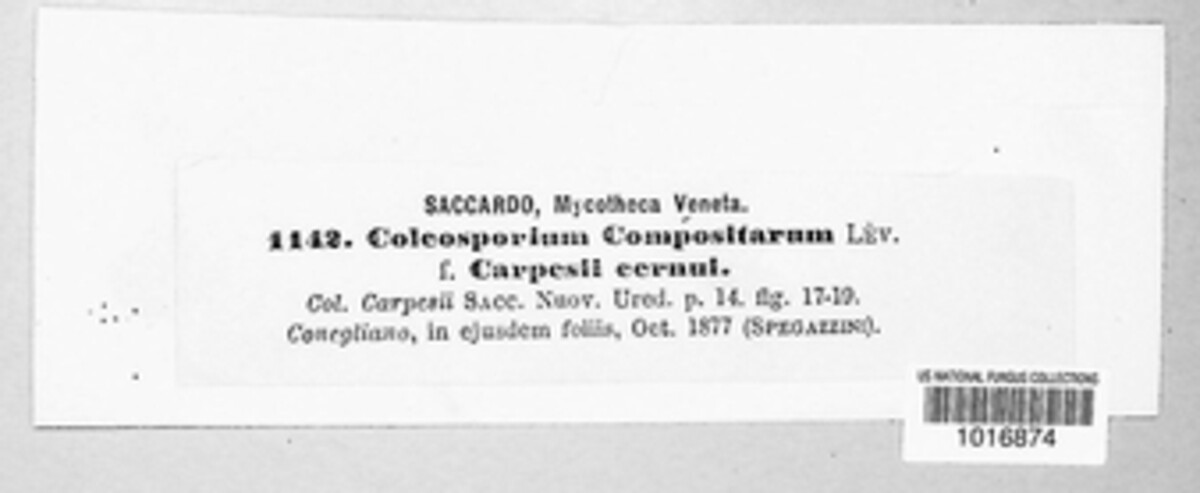 SACCARDO, Mycotheca Veneta.
1142. Coleosporium Compositarum Lév.
f. Carpesii cernui.
Col. Carpesii SACC. Nuov. Ured. p. 14. fig. 17-19.
Conegliano, in ejusdem foliis, Oct. 1877 (SPEGAZZINI).
US NATIONAL FUNGUS COLLECTIONS
1016874